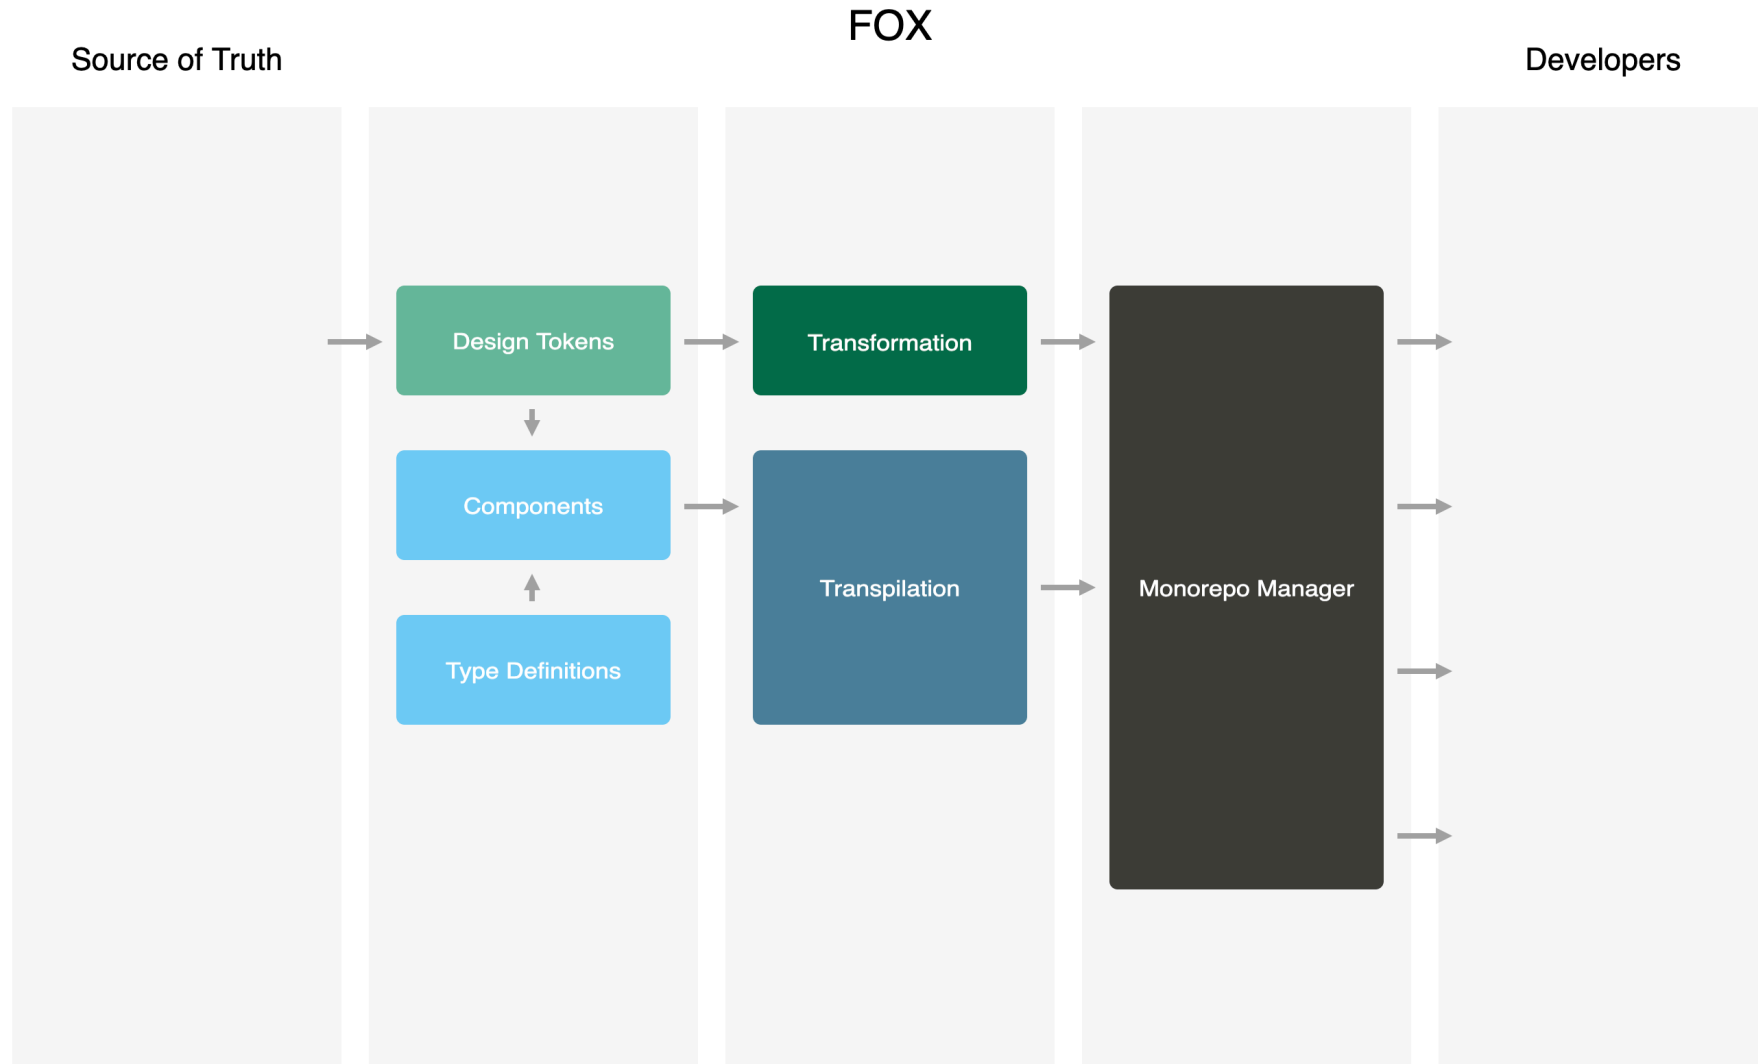 FOX
Source of Truth
Developers
Design Tokens
Transformation
Components
Transpilation
Monorepo Manager
Type Definitions